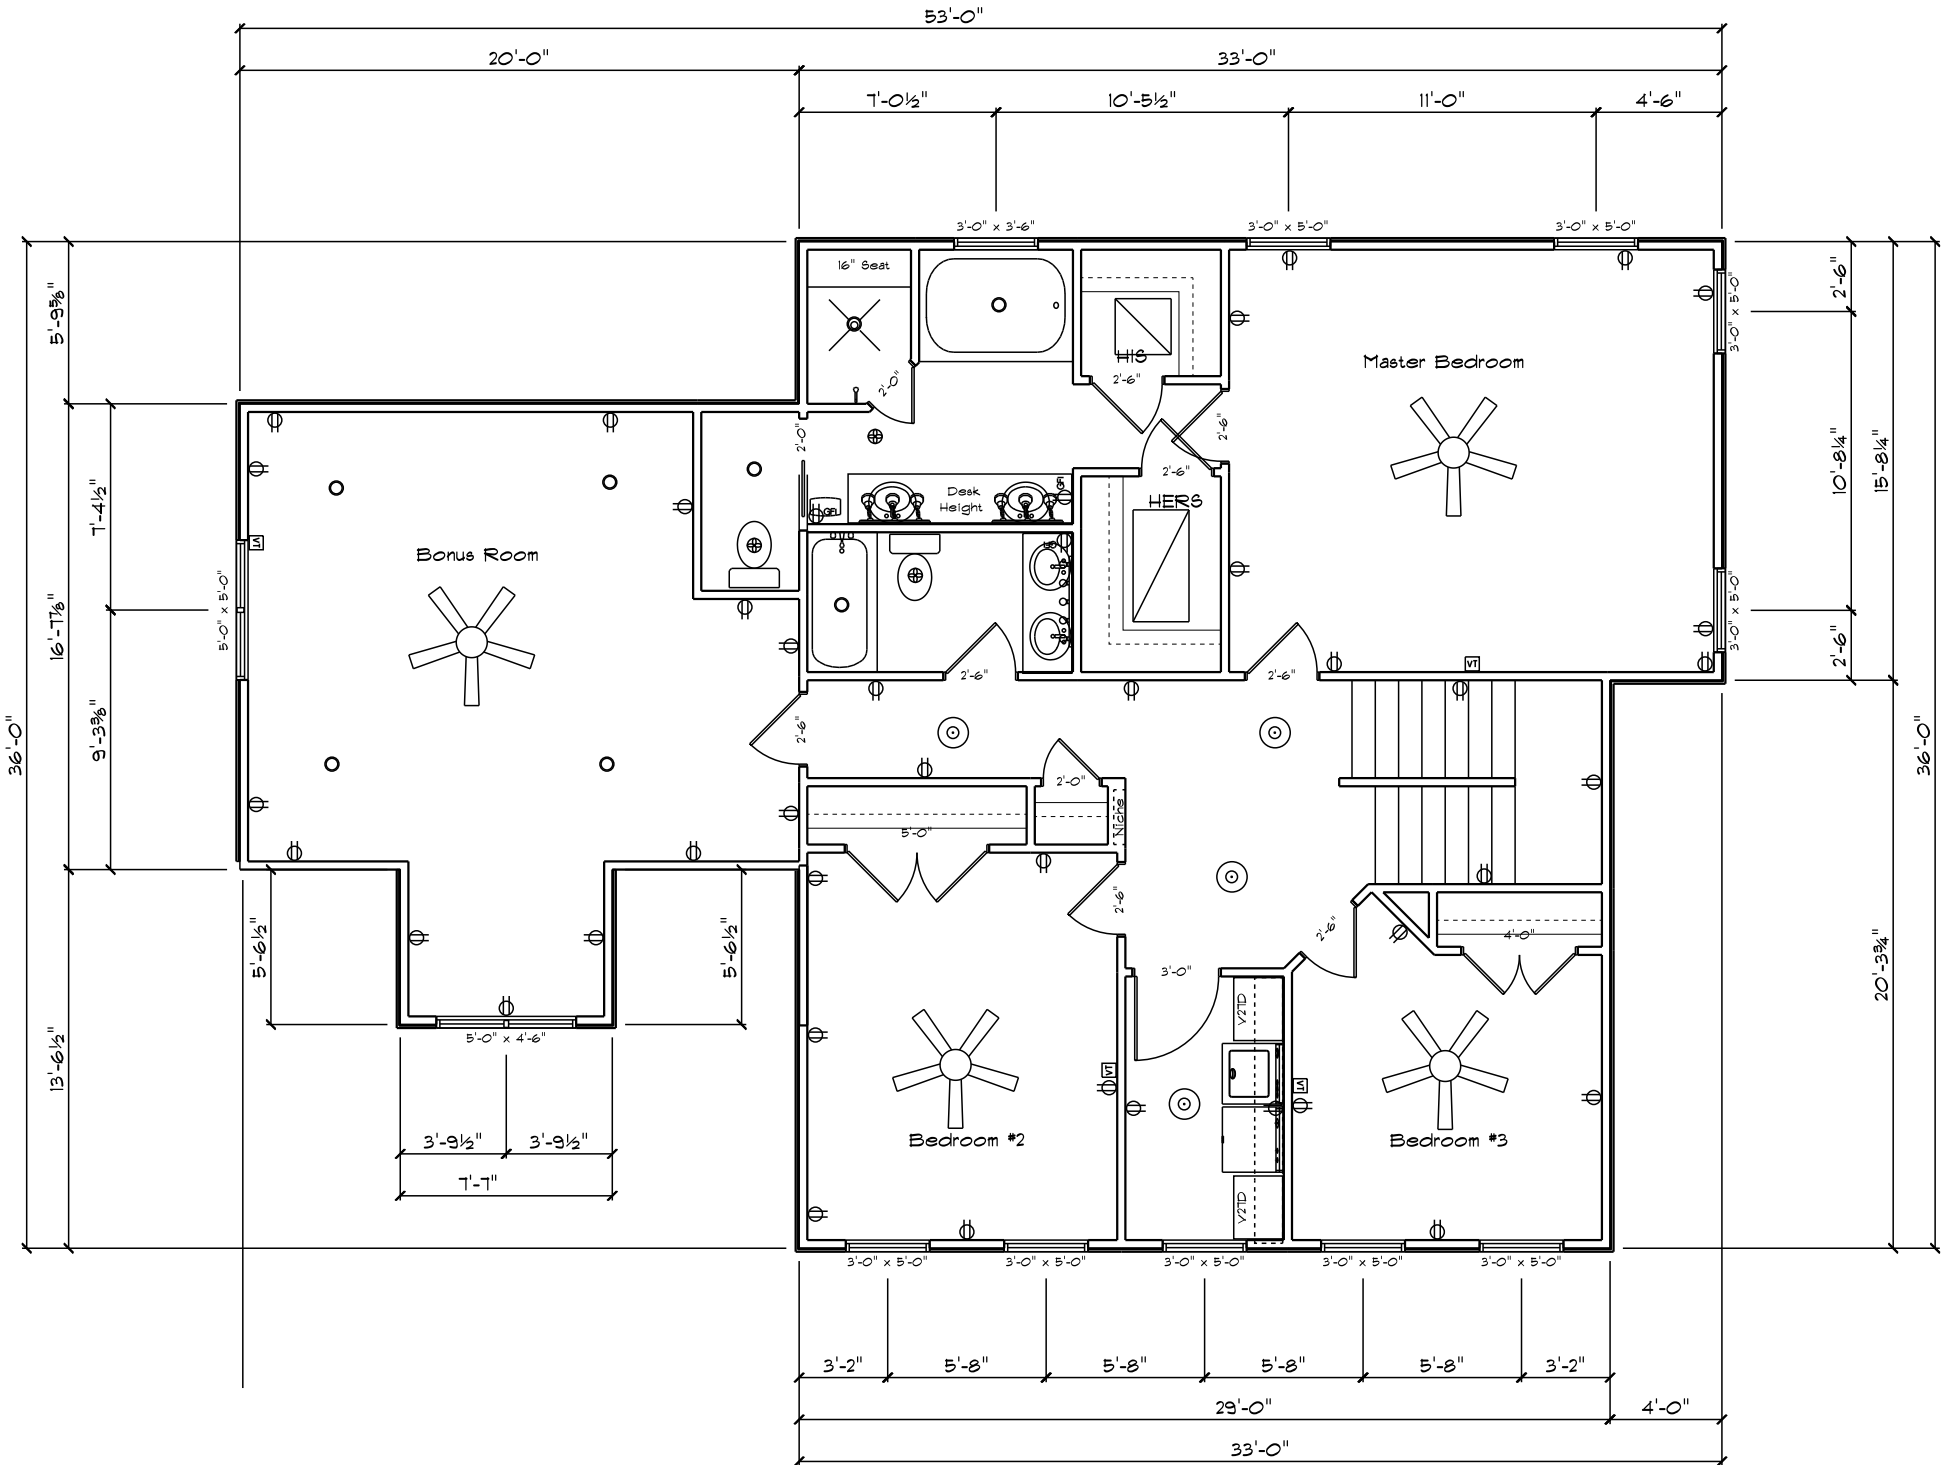 53'-0"
20'-0"
33'-0"
7'-0½"
10'-5½"
11'-0"
4'-6"
3'-0" x 3'-6"
3'-0" x 5'-0"
3'-0" x 5'-0"
16" Seat
5'-9⅝"
2'-6"
3'-0" x 5'-0"
HIS
2'-6"
2'-0"
Master Bedroom
2'-0"
2'-6"
2'-6"
7'-4½"
10'-8¼"
15'-8¼"
GFI
Desk
Height
GFI
HERS
VT
Bonus Room
5'-0" x 5'-0"
16'-7⅞"
3'-0" x 5'-0"
2'-6"
VT
2'-6"
2'-6"
36'-0"
9'-3⅜"
2'-6"
36'-0"
2'-0"
Niche
5'-0"
2'-6"
2'-6"
4'-0"
5'-6½"
5'-6½"
3'-0"
20'-3¾"
V27D
5'-0" x 4'-6"
13'-6½"
VT
VT
3'-9½"
3'-9½"
Bedroom #2
Bedroom #3
7'-7"
V27D
3'-0" x 5'-0"
3'-0" x 5'-0"
3'-0" x 5'-0"
3'-0" x 5'-0"
3'-0" x 5'-0"
3'-2"
5'-8"
5'-8"
5'-8"
5'-8"
3'-2"
29'-0"
4'-0"
33'-0"